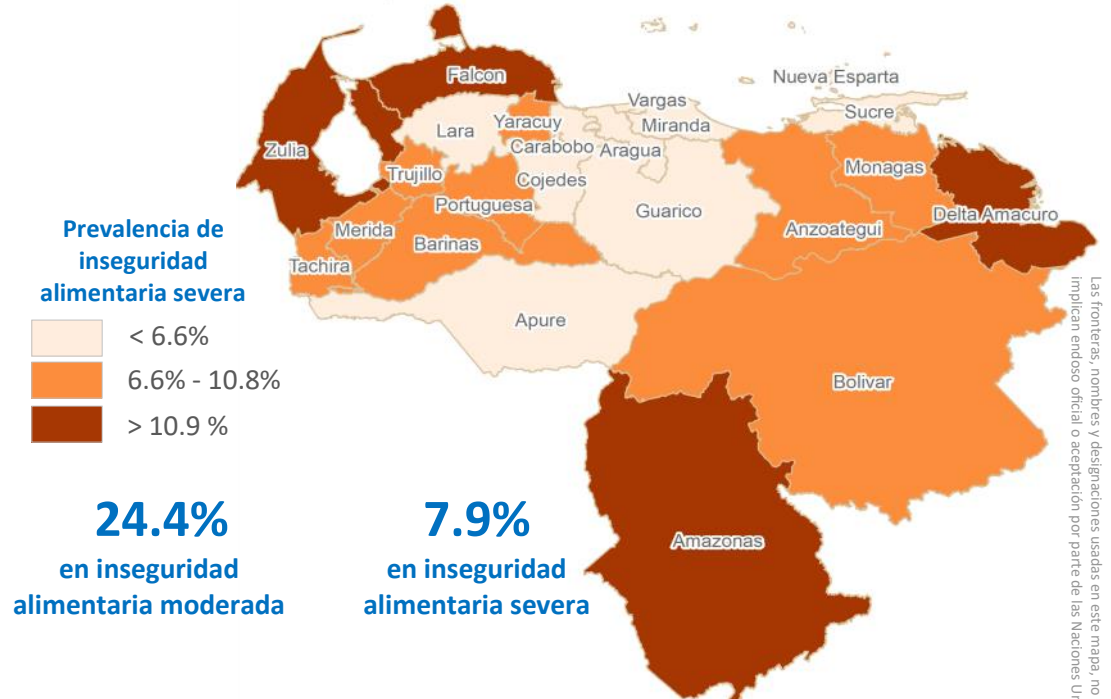 Falcon
Nueva Esparta
Vargas
Sucre
Yaracuy
Lara
Miranda
Zulia
Carabobo
Aragua
Monagas
Trujillo
Cojedes
Portuguesa
Guarico
Delta Amacuro
Merida
Barinas
Anzoategui
Tachira
Apure
Bolivar
Amazonas
Prevalencia de
inseguridad
alimentaria severa
< 6.6%
6.6% - 10.8%
> 10.9 %
24.4%
en inseguridad
alimentaria moderada
7.9%
en inseguridad
alimentaria severa
Las fronteras, nombres y designaciones usadas en este mapa, no
implican endoso oficial o aceptación por parte de las Naciones